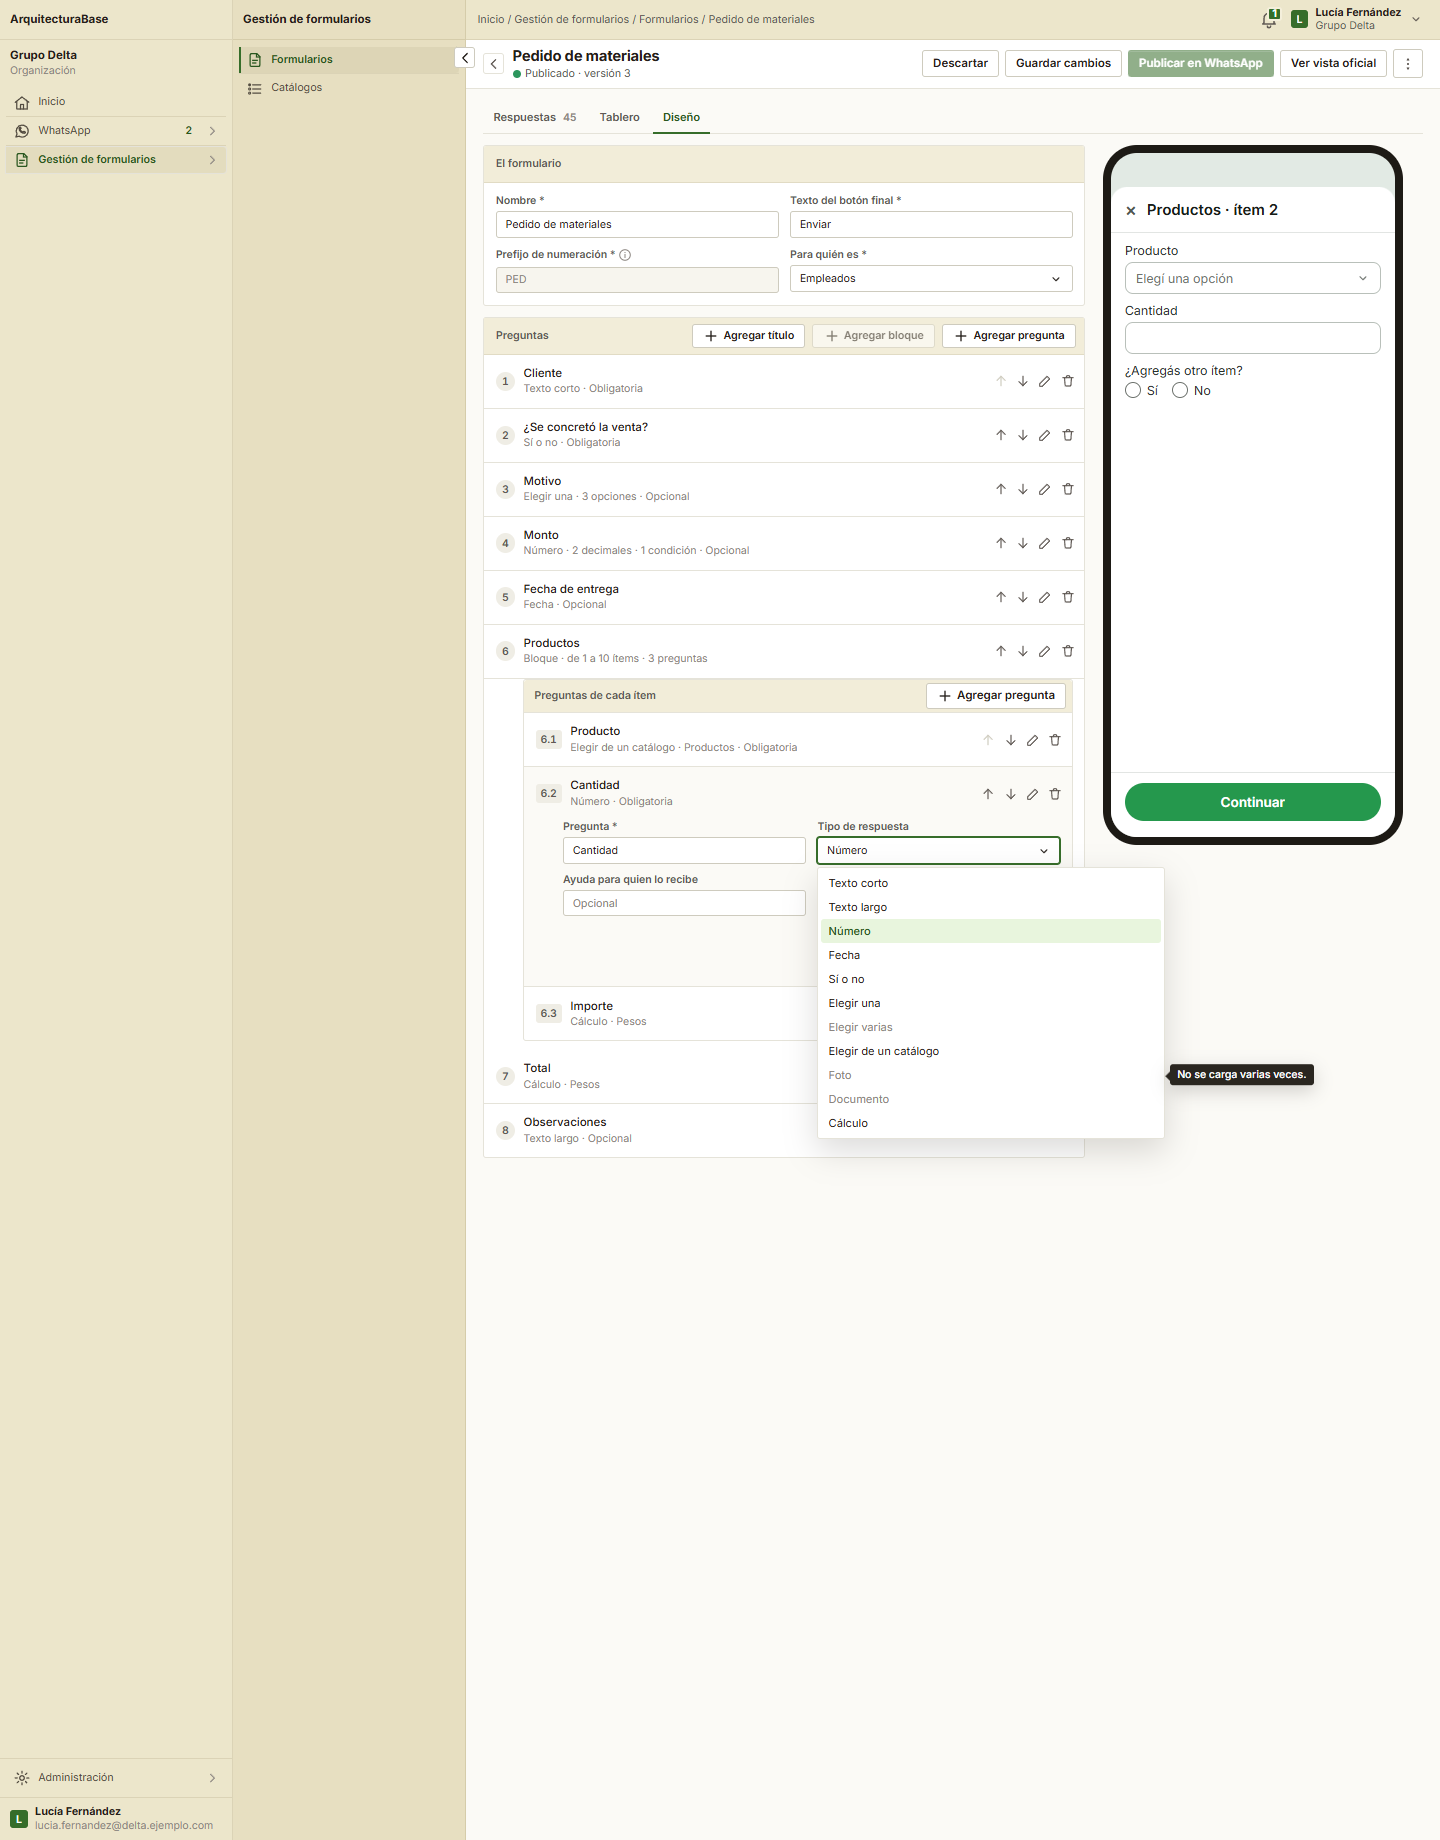 ArquitecturaBase
Grupo Delta
Organización
Inicio
WhatsApp 2
Gestión de formularios
Administración
L Lucía Fernández
lucia.fernandez@delta.ejemplo.com
Gestión de formularios
Formularios
Catálogos
Inicio / Gestión de formularios / Formularios / Pedido de materiales
1
L Lucía Fernández
Grupo Delta
Pedido de materiales
Publicado · versión 3
Descartar Guardar cambios Publicar en WhatsApp Ver vista oficial
Respuestas 45 Tablero Diseño
El formulario
Nombre * Texto del botón final *
Pedido de materiales Enviar
Prefijo de numeración * Para quién es *
PED Empleados
Preguntas Agregar título Agregar bloque Agregar pregunta
1 Cliente
Texto corto · Obligatoria
2 ¿Se concretó la venta?
Sí o no · Obligatoria
3 Motivo
Elegir una · 3 opciones · Opcional
4 Monto
Número · 2 decimales · 1 condición · Opcional
5 Fecha de entrega
Fecha · Opcional
6 Productos
Bloque · de 1 a 10 ítems · 3 preguntas
Preguntas de cada ítem Agregar pregunta
6.1 Producto
Elegir de un catálogo · Productos · Obligatoria
6.2 Cantidad
Número · Obligatoria
Pregunta * Tipo de respuesta
Cantidad Número
Ayuda para quien lo recibe
Opcional
Texto corto
Texto largo
Número
Fecha
Sí o no
Elegir una
Elegir varias
Elegir de un catálogo
Foto
Documento
Cálculo
No se carga varias veces.
6.3 Importe
Cálculo · Pesos
7 Total
Cálculo · Pesos
8 Observaciones
Texto largo · Opcional
Productos · ítem 2
Producto
Elegí una opción
Cantidad
¿Agregás otro ítem?
Sí No
Continuar